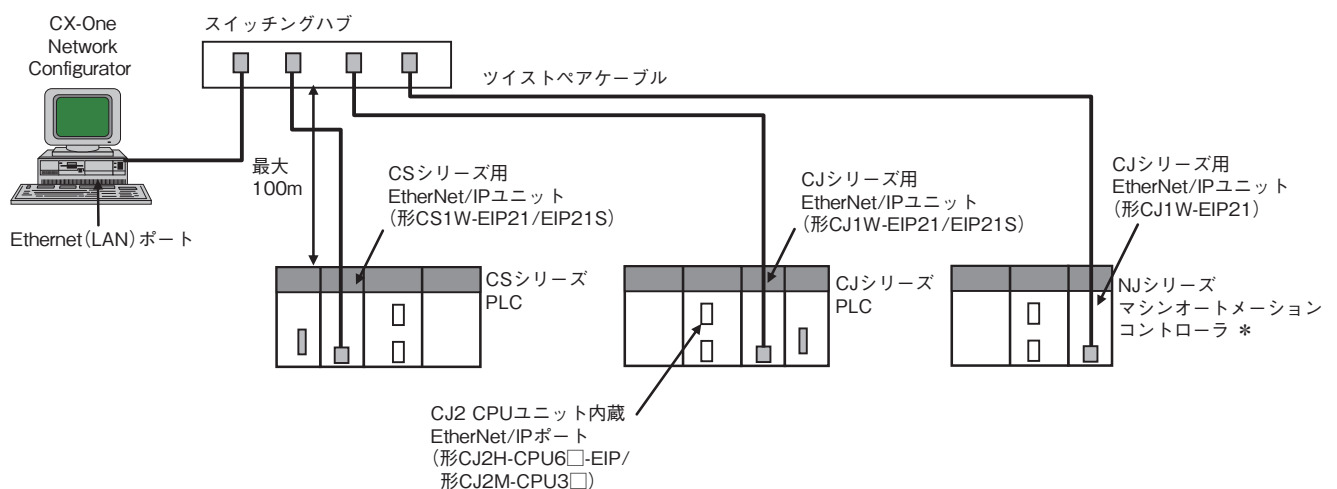 CX-One
Network
Configurator
スイッチングハブ
ツイストペアケーブル
最大
100m
Ethernet(LAN)ポート
CSシリーズ用
EtherNet/IPユニット
(形CS1W-EIP21/EIP21S)
CJシリーズ用
EtherNet/IPユニット
(形CJ1W-EIP21/EIP21S)
CJシリーズ用
EtherNet/IPユニット
(形CJ1W-EIP21)
CSシリーズ
PLC
CJシリーズ
PLC
NJシリーズ
マシンオートメーション
コントローラ *
CJ2 CPUユニット内蔵
EtherNet/IPポート
(形CJ2H-CPU6□-EIP/
形CJ2M-CPU3□)